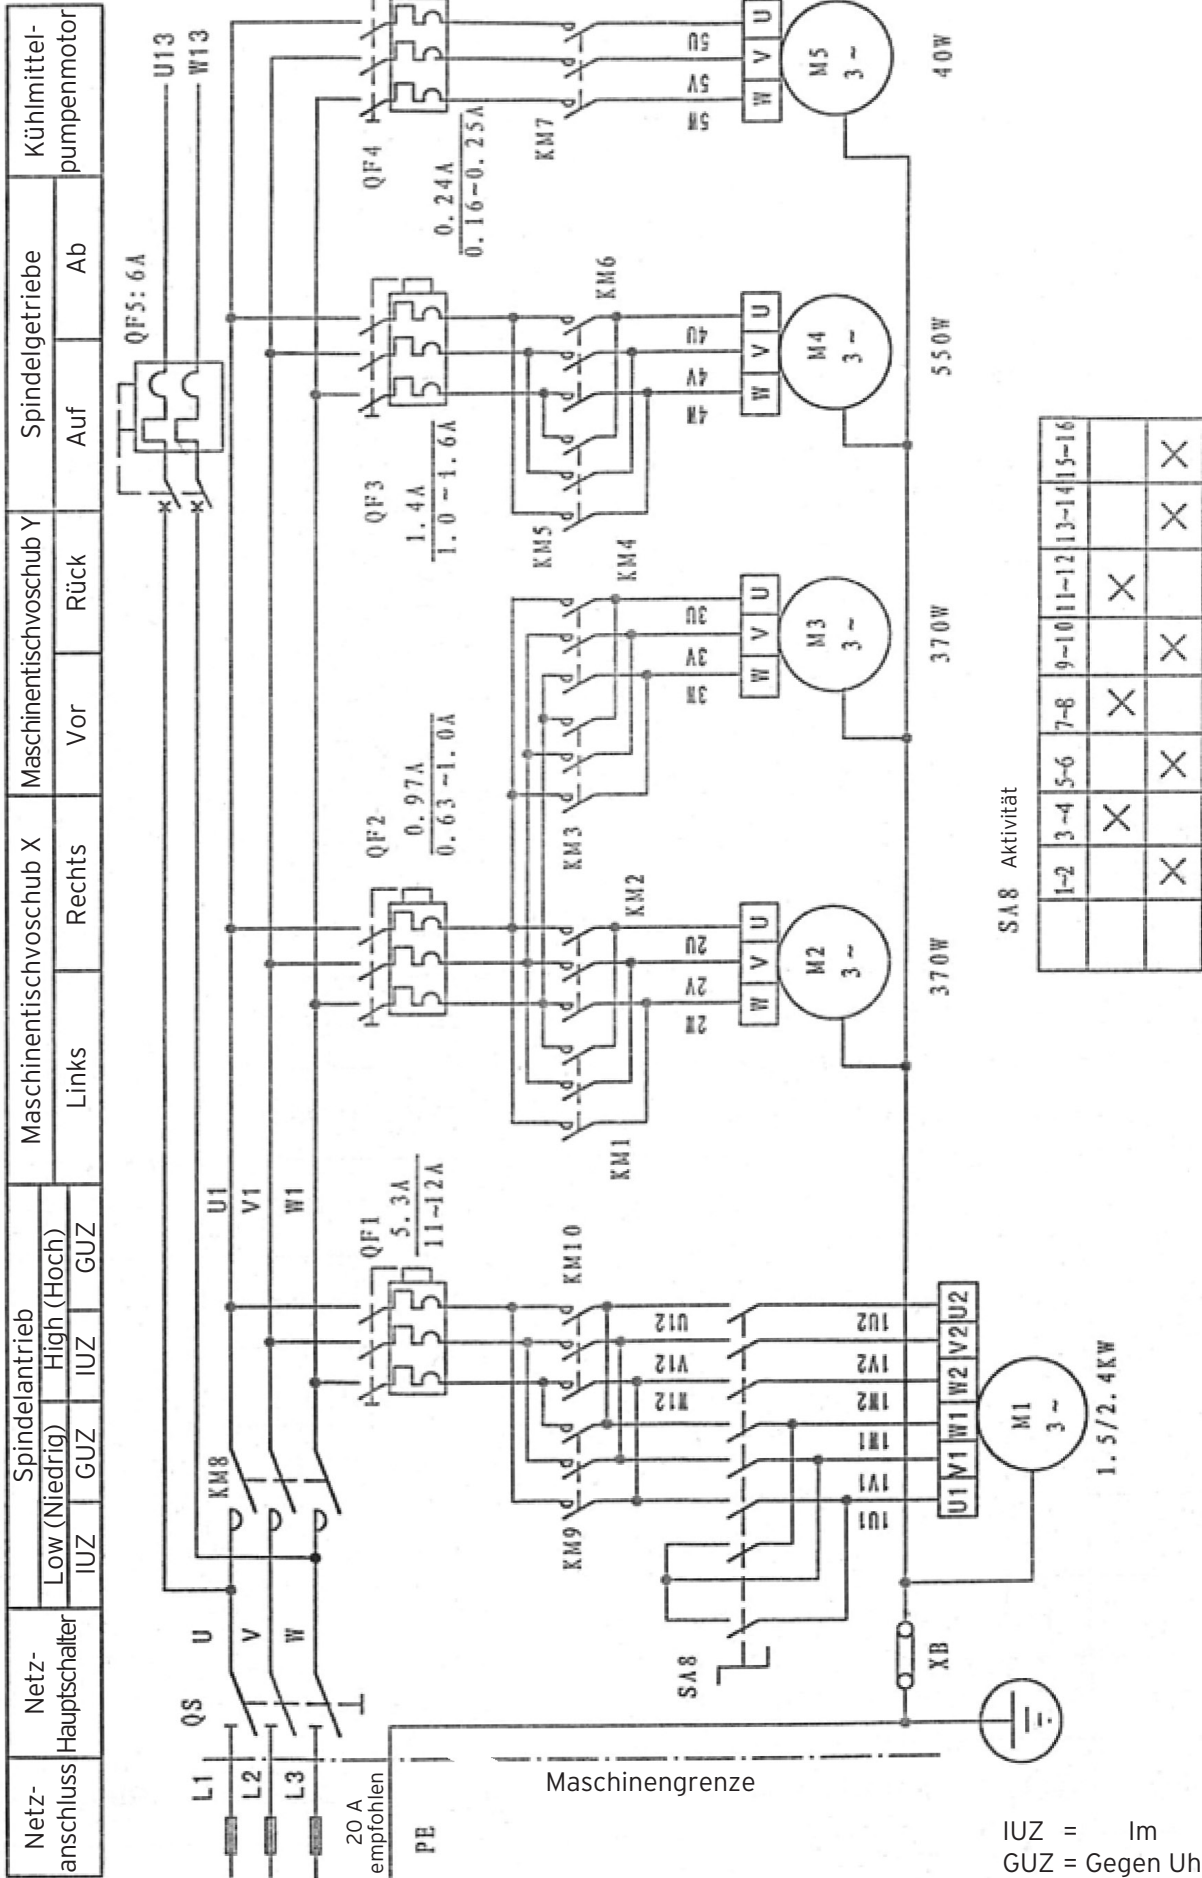 Netz-
anschluss
Netz-
Hauptschalter
Spindelantrieb
Low (Niedrig)
High (Hoch)
IUZ
GUZ
IUZ
GUZ
Maschinentischvoschub X
Links
Rechts
Maschinentischvoschub Y
Vor
Rück
Spindelgetriebe
Auf
Ab
Kühlmittel-
pumpenmotor
L1
L2
L3
20 A
empfohlen
PE
QS
U
V
W
KM8
U1
V1
W1
QF5:6A
U13
W13
QF1
5.3A
11~12A
QF2
0.97A
0.63~1.0A
QF3
1.4A
1.0~1.6A
QF4
0.24A
0.16~0.25A
KM9
KM10
KM1
KM2
KM3
KM4
KM5
KM6
KM7
U12
V12
W12
SA8
1U1
1V1
1W1
1W2
1V2
1U2
U1
V1
W1
W2
V2
U2
M1
3~
1.5/2.4KW
2W
2V
2U
W
V
U
M2
3~
370W
3W
3V
3U
W
V
U
M3
3~
370W
4W
4V
4U
W
V
U
M4
3~
550W
5W
5V
5U
W
V
U
M5
3~
40W
XB
Maschinengrenze
SA8 Aktivität
1~2 3~4 5~6 7~8 9~10 11~12 13~14 15~16
X X X
X X X X X
IUZ = Im
GUZ = Gegen Uh